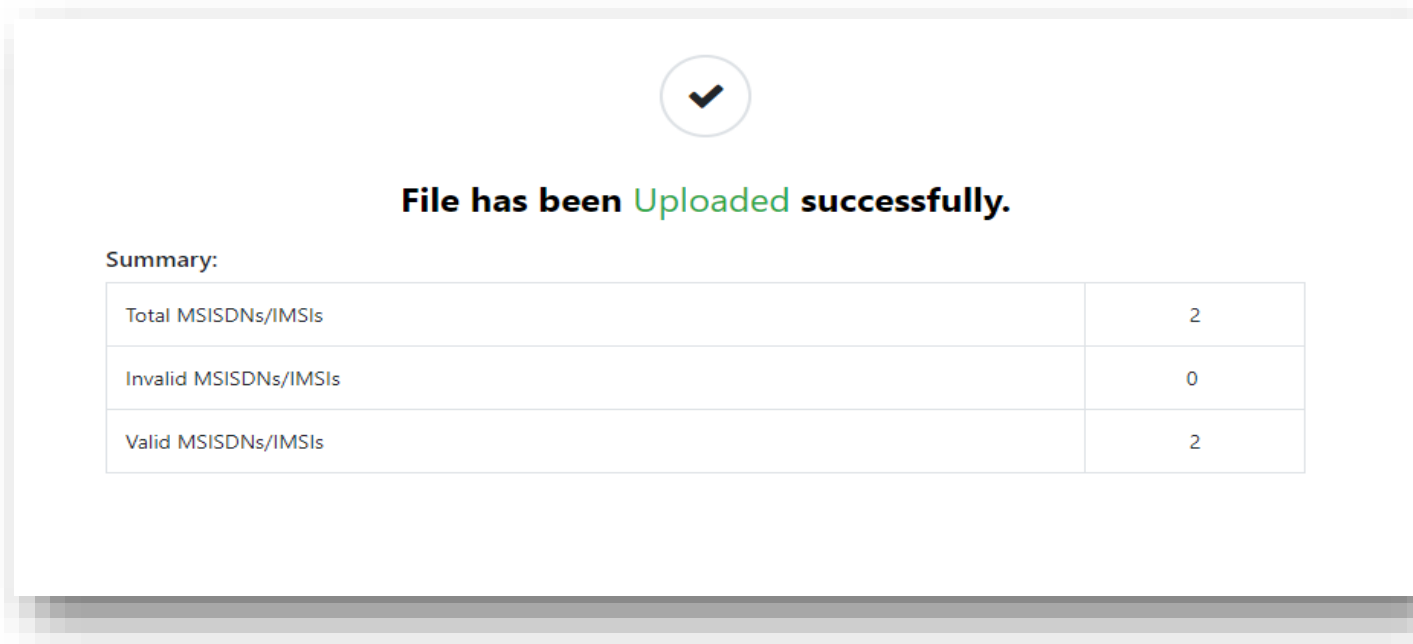 File has been Uploaded successfully.
Summary:
Total MSISDNs/IMSIs 2
Invalid MSISDNs/IMSIs 0
Valid MSISDNs/IMSIs 2